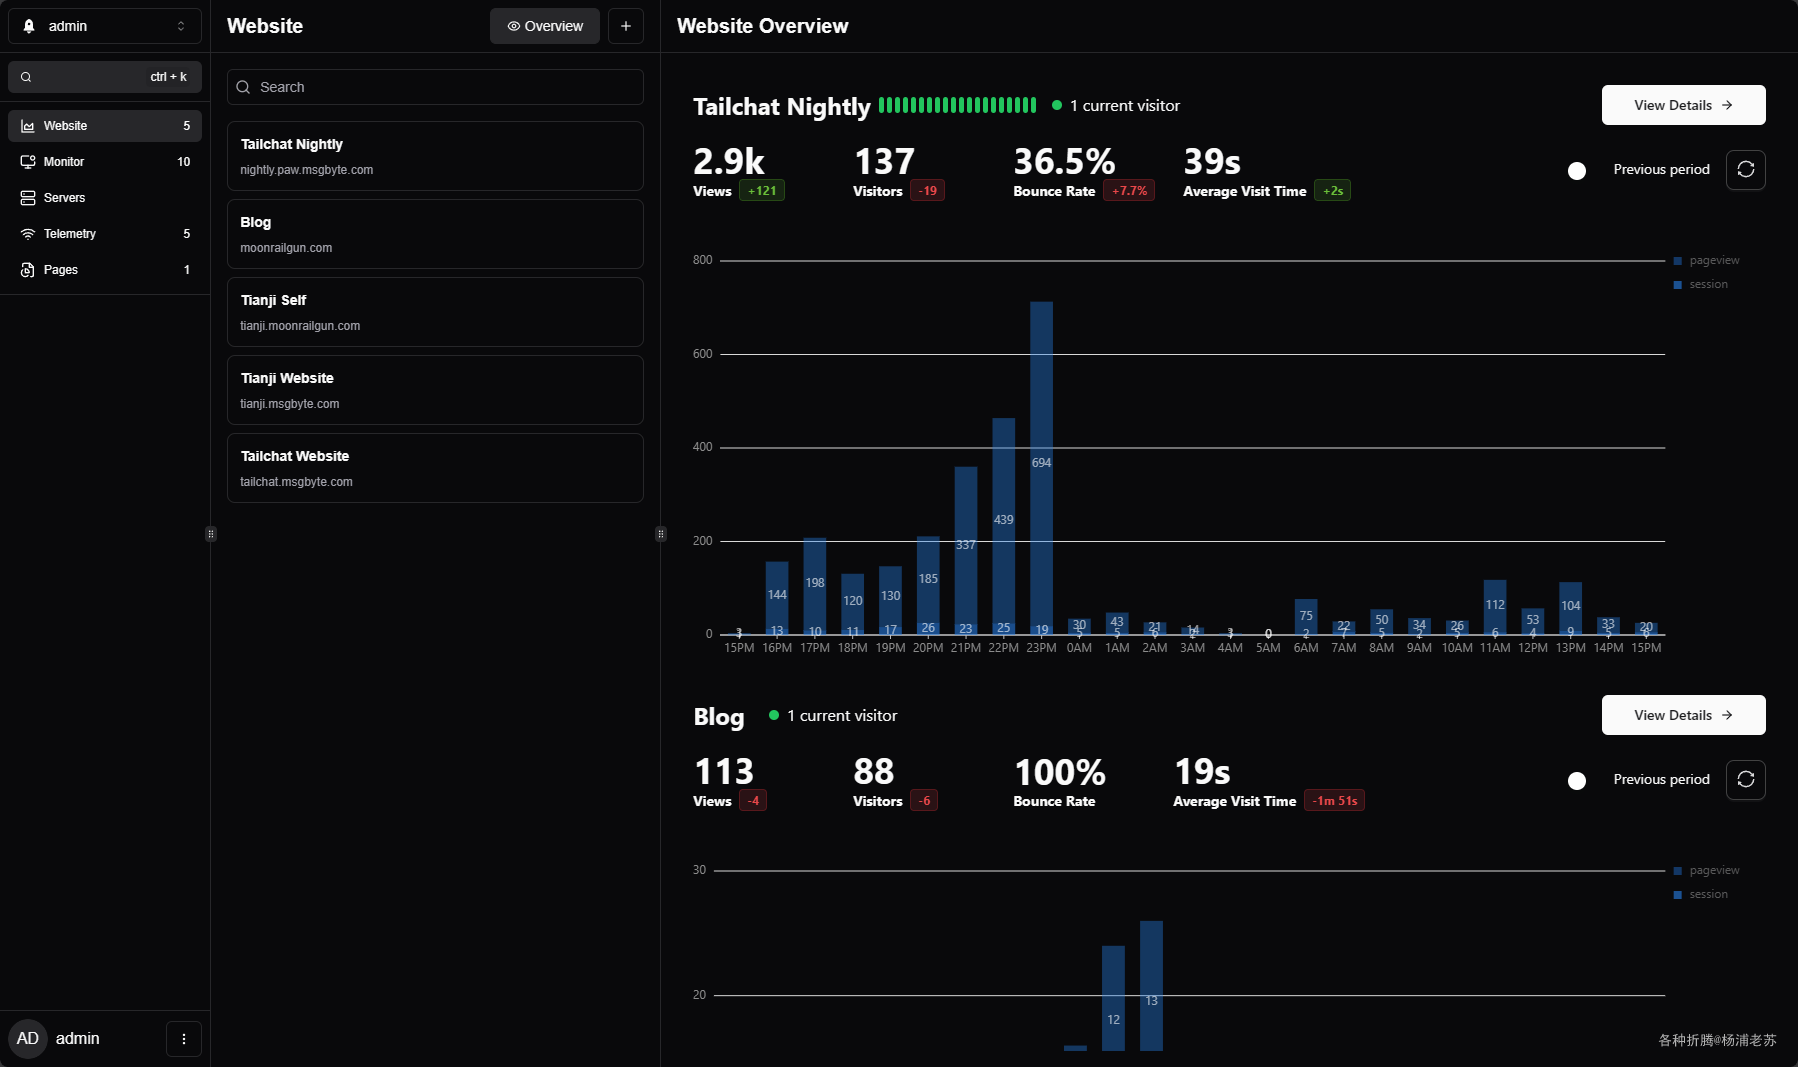 admin
ctrl + k
Website 5
Monitor 10
Servers
Telemetry 5
Pages 1
AD admin
Website
Overview
Search
Tailchat Nightly
nightly.paw.msgbyte.com
Blog
moonrailgun.com
Tianji Self
tianji.moonrailgun.com
Tianji Website
tianji.msgbyte.com
Tailchat Website
tailchat.msgbyte.com
Website Overview
Tailchat Nightly 1 current visitor View Details
2.9k 137 36.5% 39s
Views +121 Visitors -19 Bounce Rate +7.7% Average Visit Time +2s
Previous period
800
pageview
session
600
400
200
0
694
439
337
144 198 120 130 185
13 10 11 17 26 23 25 19
30 43 21 14 3 0 75 22 50 34 26 112 53 104 33 20
5 5 6 2 2 5 2 5 6 4 9 5 6
15PM 16PM 17PM 18PM 19PM 20PM 21PM 22PM 23PM 0AM 1AM 2AM 3AM 4AM 5AM 6AM 7AM 8AM 9AM 10AM 11AM 12PM 13PM 14PM 15PM
Blog 1 current visitor View Details
113 88 100% 19s
Views -4 Visitors -6 Bounce Rate Average Visit Time -1m 51s
Previous period
30
pageview
session
20
13
12
各种折腾@杨浦老苏